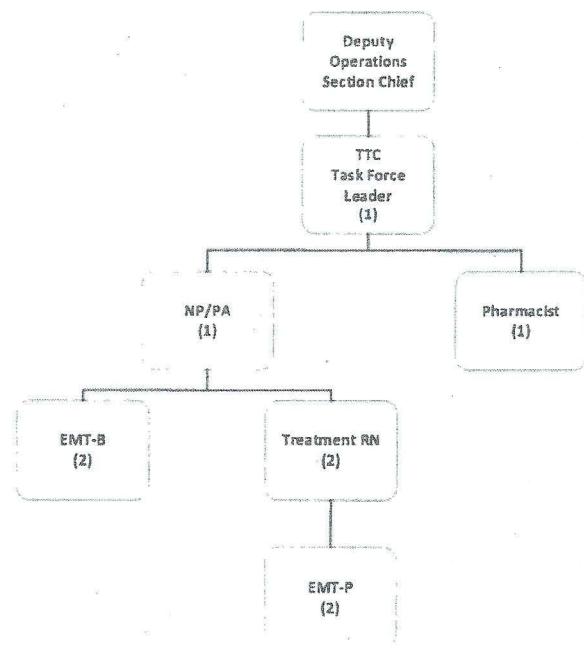 Deputy
Operations
Section Chief
TTC
Task Force
Leader
(1)
NP/PA
(1)
Pharmacist
(1)
EMT-B
(2)
Treatment RN
(2)
EMT-P
(2)